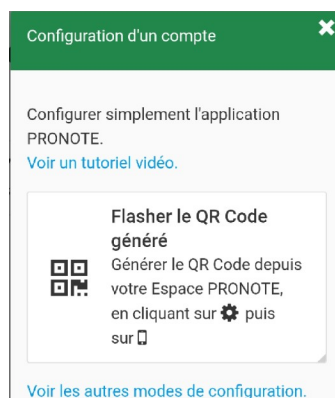 Configuration d'un compte
Configurer simplement l'application
PRONOTE.
Voir un tutoriel vidéo.
Flasher le QR Code
généré
Générer le QR Code depuis
votre Espace PRONOTE,
en cliquant sur puis
sur
Voir les autres modes de configuration.